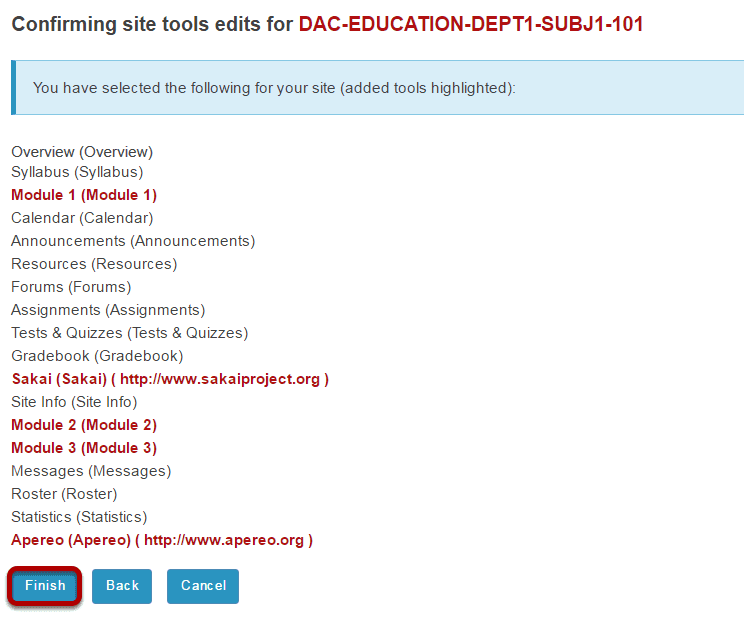 Confirming site tools edits for DAC-EDUCATION-DEPT1-SUBJ1-101
You have selected the following for your site (added tools highlighted):
Overview (Overview)
Syllabus (Syllabus)
Module 1 (Module 1)
Calendar (Calendar)
Announcements (Announcements)
Resources (Resources)
Forums (Forums)
Assignments (Assignments)
Tests & Quizzes (Tests & Quizzes)
Gradebook (Gradebook)
Sakai (Sakai) ( http://www.sakaiproject.org )
Site Info (Site Info)
Module 2 (Module 2)
Module 3 (Module 3)
Messages (Messages)
Roster (Roster)
Statistics (Statistics)
Apereo (Apereo) ( http://www.apereo.org )
Finish Back Cancel